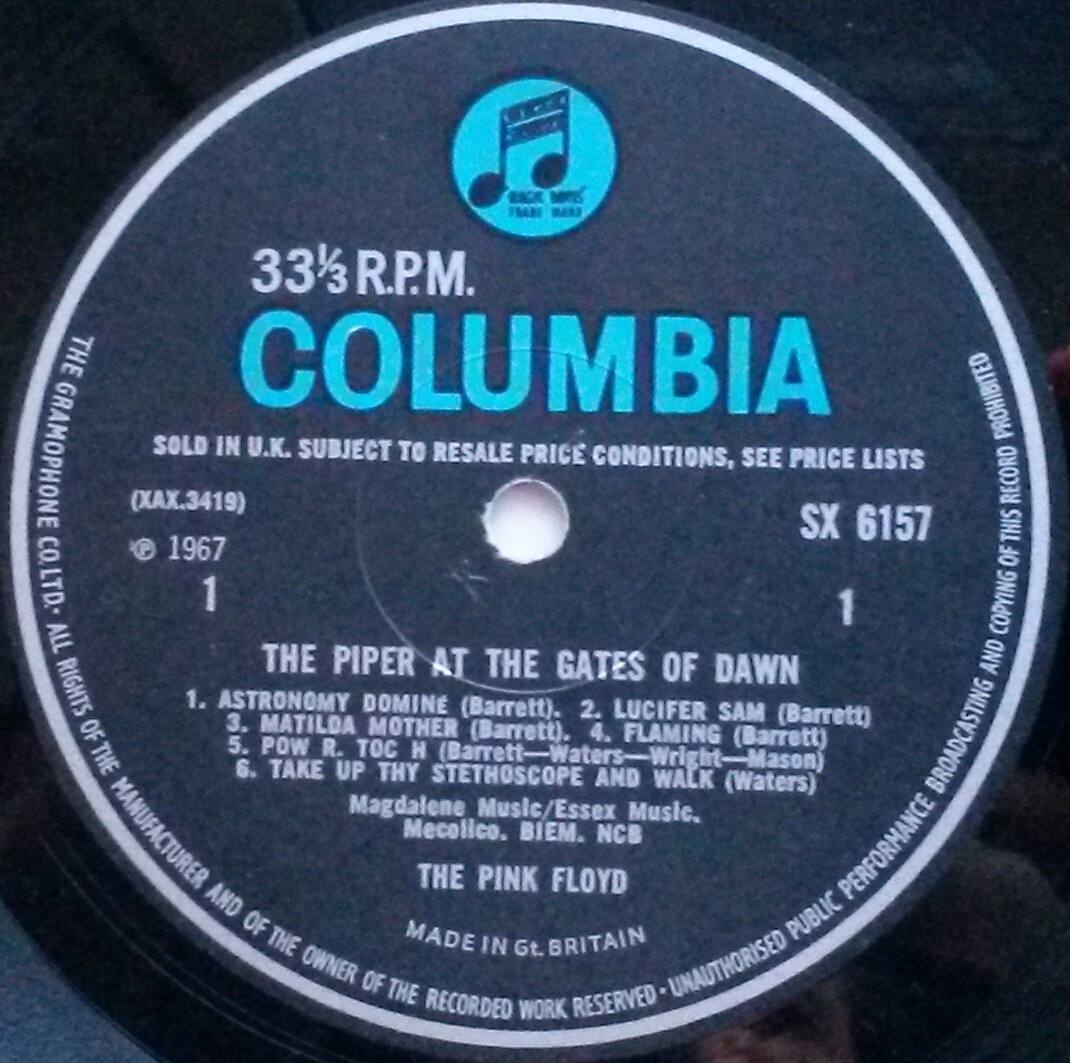 MAGIC NOTES
TRADE MARK
33⅓ R.P.M.
COLUMBIA
SOLD IN U.K. SUBJECT TO RESALE PRICE CONDITIONS, SEE PRICE LISTS
(XAX.3419)
SX 6157
℗ 1967
1
1
THE PIPER AT THE GATES OF DAWN
1. ASTRONOMY DOMINÉ (Barrett). 2. LUCIFER SAM (Barrett)
3. MATILDA MOTHER (Barrett). 4. FLAMING (Barrett)
5. POW R. TOC H (Barrett—Waters—Wright—Mason)
6. TAKE UP THY STETHOSCOPE AND WALK (Waters)
Magdalene Music/Essex Music.
Mecolico. BIEM. NCB
THE PINK FLOYD
MADE IN Gt. BRITAIN
THE GRAMOPHONE CO. LTD. · ALL RIGHTS OF THE MANUFACTURER AND OF THE OWNER OF THE RECORDED WORK RESERVED · UNAUTHORISED PUBLIC PERFORMANCE BROADCASTING AND COPYING OF THIS RECORD PROHIBITED